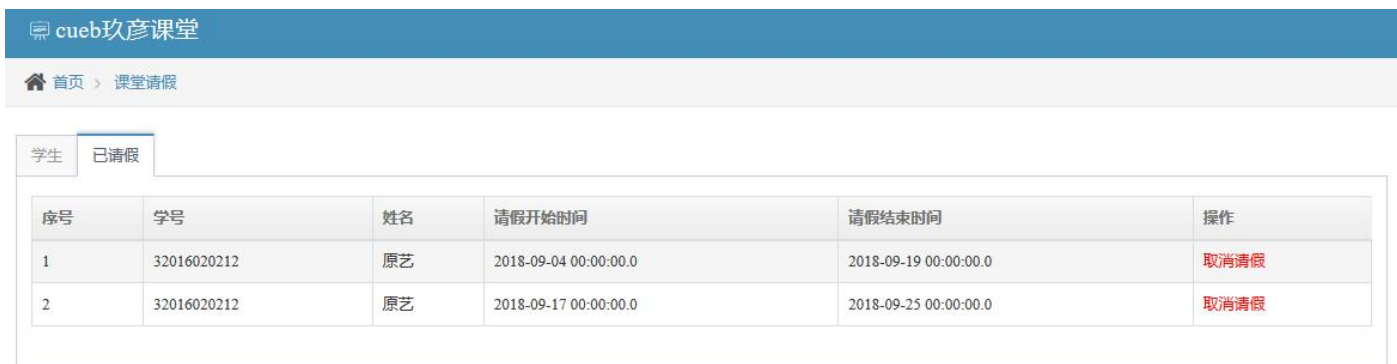 cueb玖彦课堂
首页 > 课堂请假
学生 已请假
序号 学号 姓名 请假开始时间 请假结束时间 操作
1 32016020212 原艺 2018-09-04 00:00:00.0 2018-09-19 00:00:00.0 取消请假
2 32016020212 原艺 2018-09-17 00:00:00.0 2018-09-25 00:00:00.0 取消请假